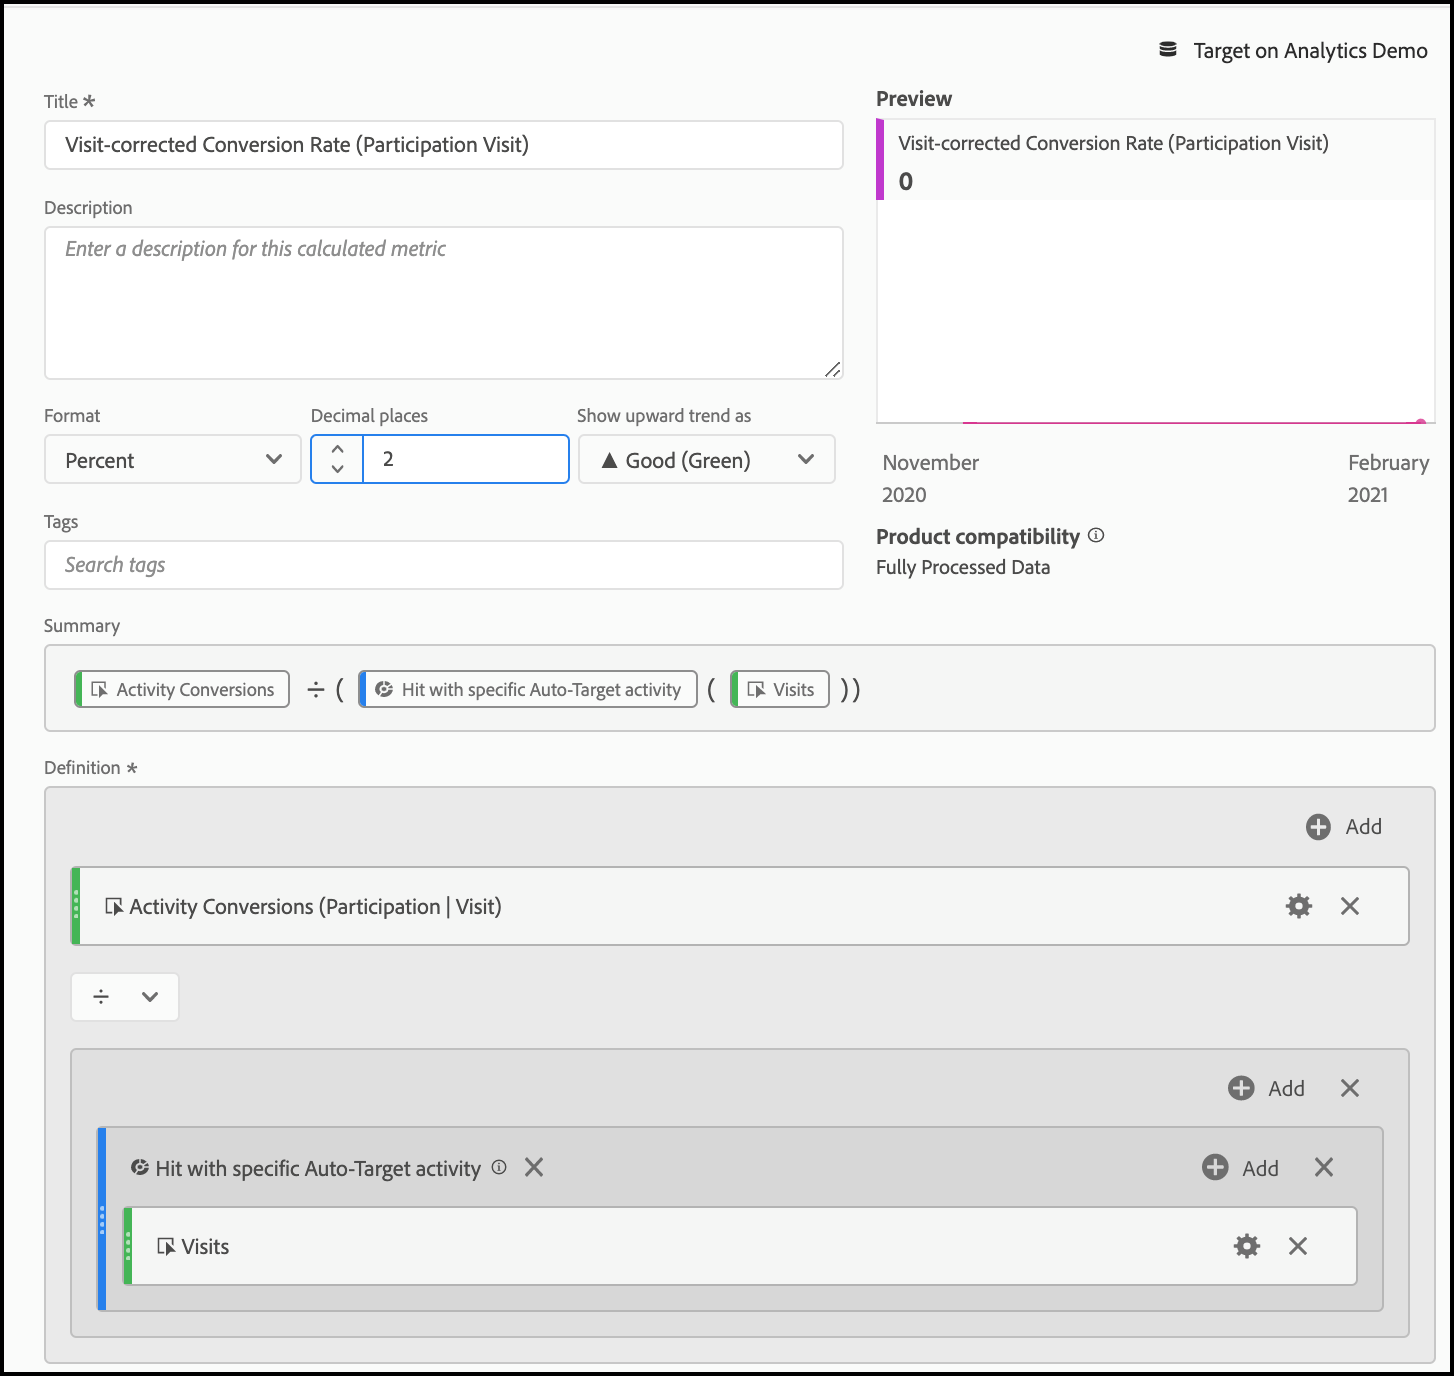 Target on Analytics Demo
Title *
Visit-corrected Conversion Rate (Participation Visit)
Description
Enter a description for this calculated metric
Format
Decimal places
Show upward trend as
Percent
2
▲ Good (Green)
Tags
Search tags
Preview
Visit-corrected Conversion Rate (Participation Visit)
0
November
2020
February
2021
Product compatibility
Fully Processed Data
Summary
Activity Conversions ÷ ( Hit with specific Auto-Target activity ( Visits ))
Definition *
Add
Activity Conversions (Participation | Visit)
÷
Add
Hit with specific Auto-Target activity
Add
Visits